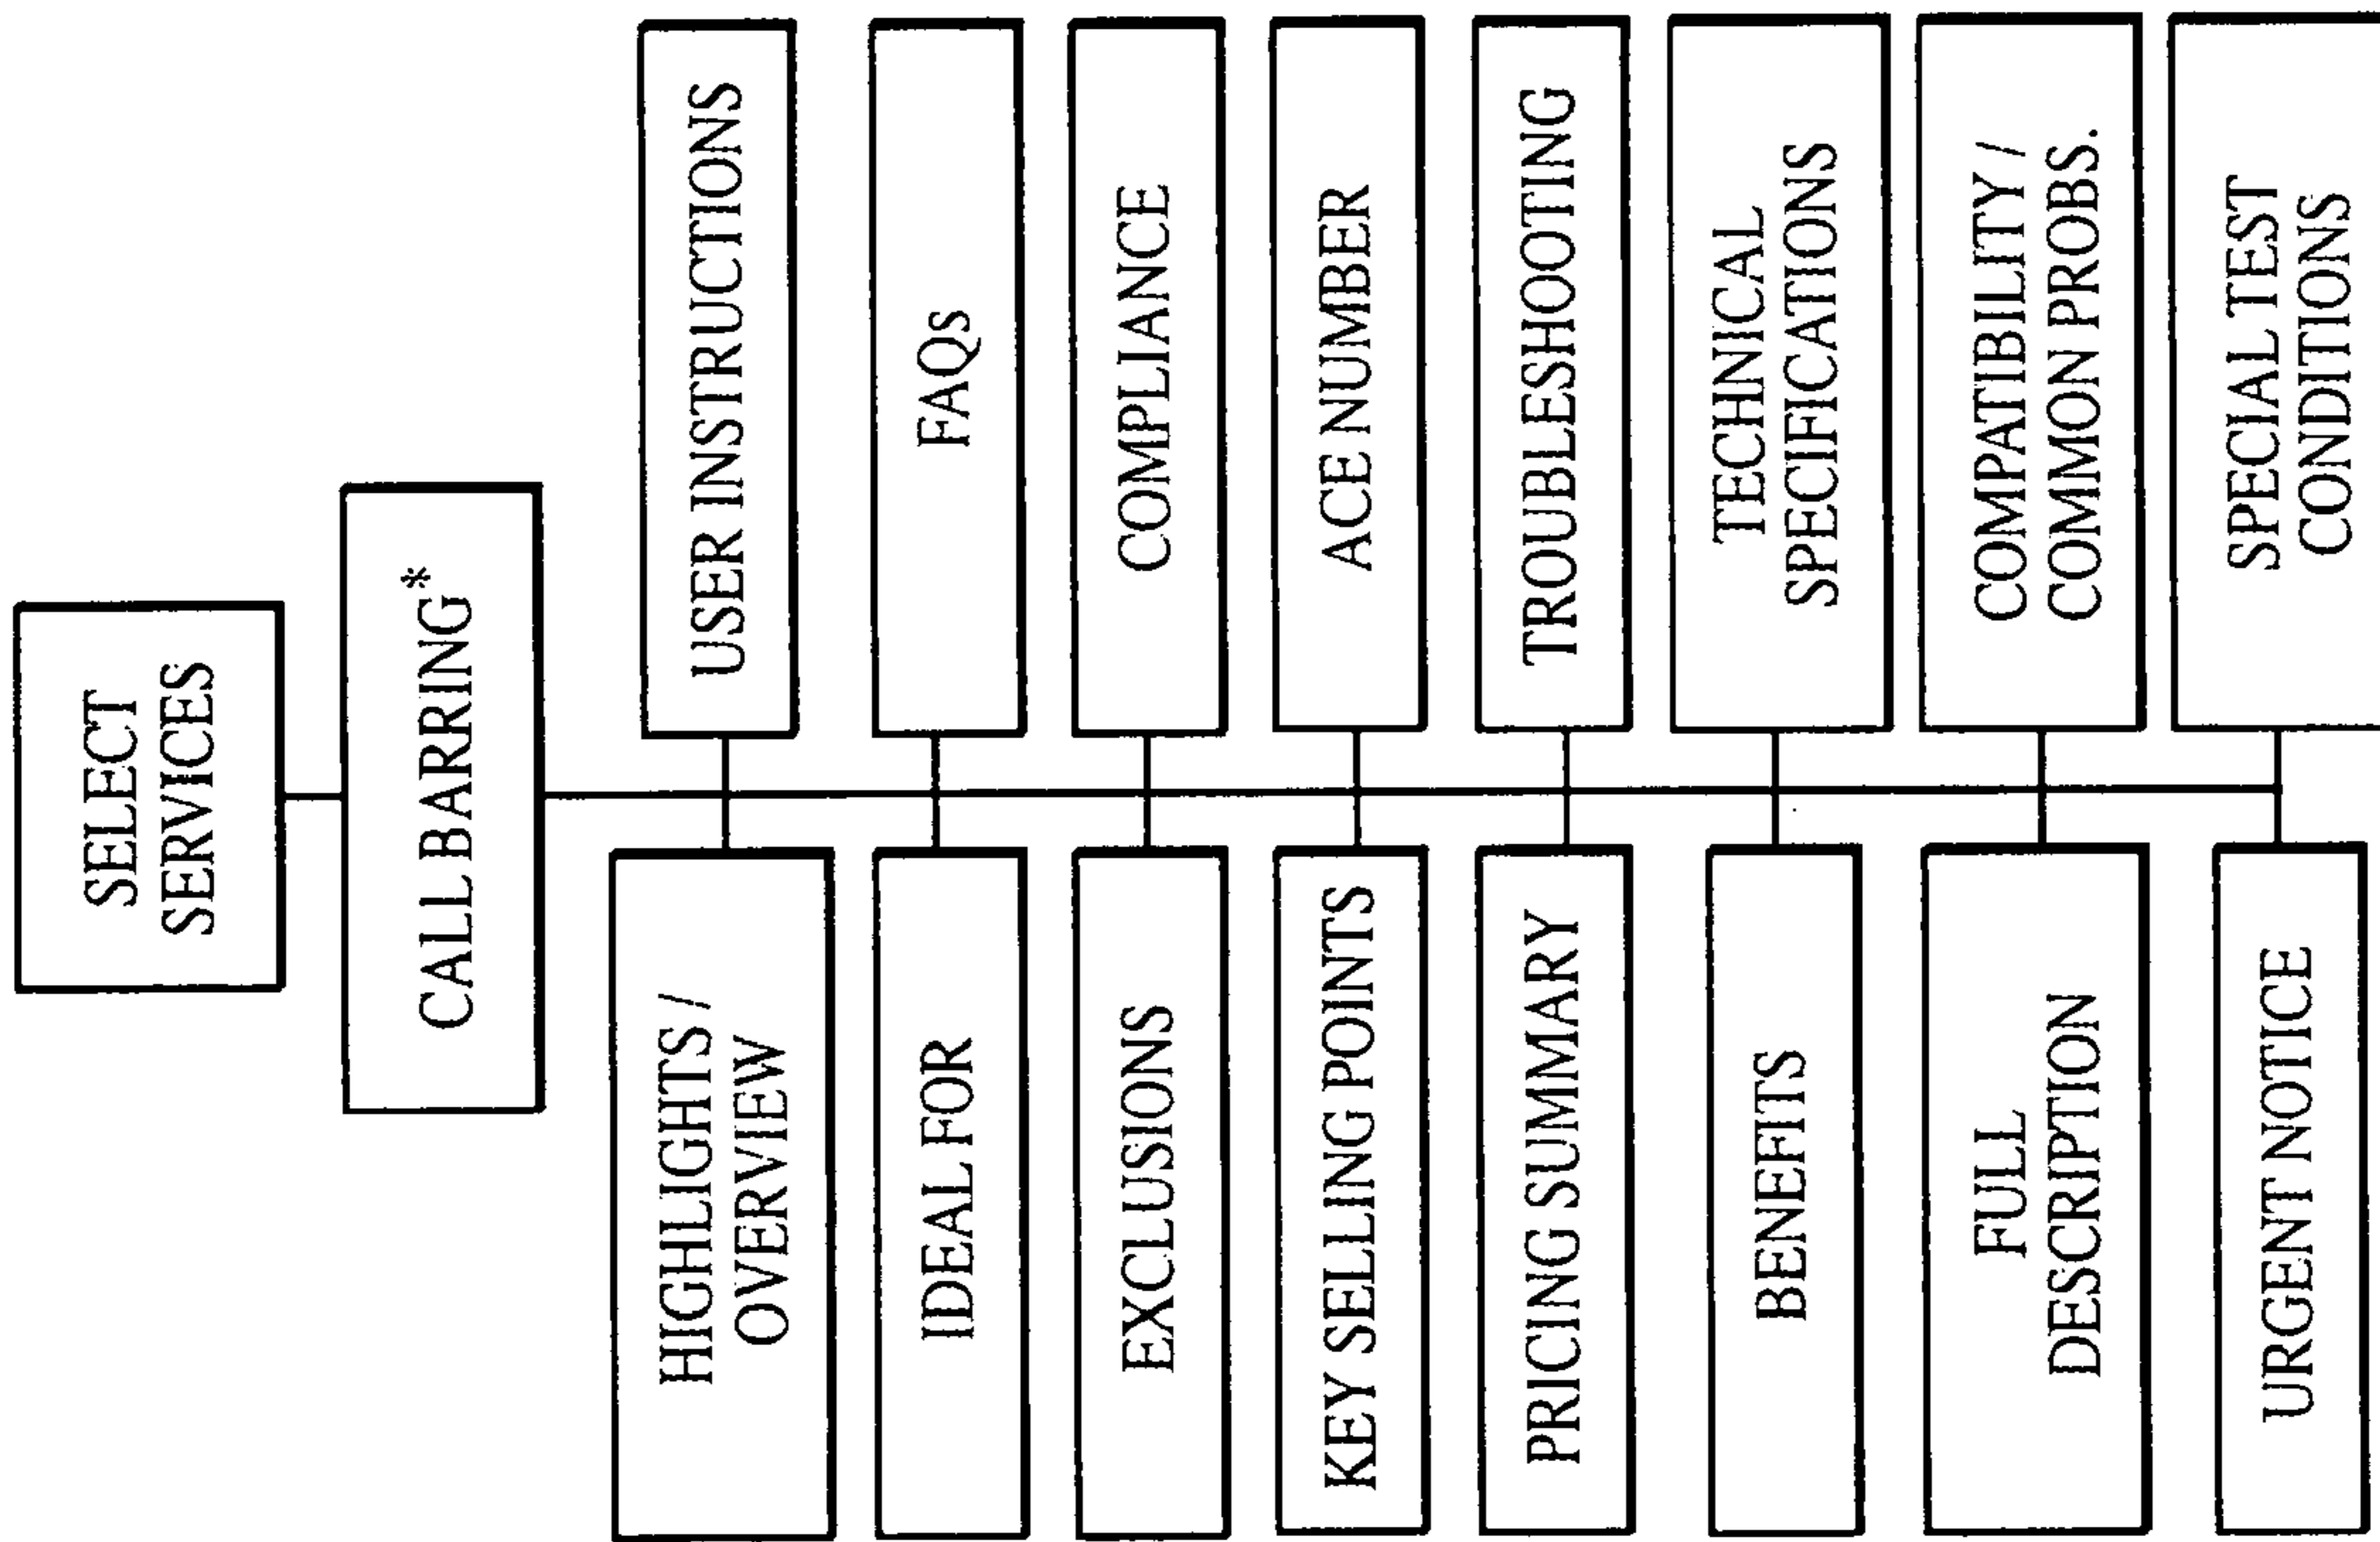 SELECT
SERVICES
CALL BARRING*
HIGHLIGHTS /
OVERVIEW
USER INSTRUCTIONS
IDEAL FOR
FAQs
EXCLUSIONS
COMPLIANCE
KEY SELLING POINTS
ACE NUMBER
PRICING SUMMARY
TROUBLESHOOTING
BENEFITS
TECHNICAL
SPECIFICATIONS
FULL
DESCRIPTION
COMPATIBILITY /
COMMON PROBS.
URGENT NOTICE
SPECIAL TEST
CONDITIONS